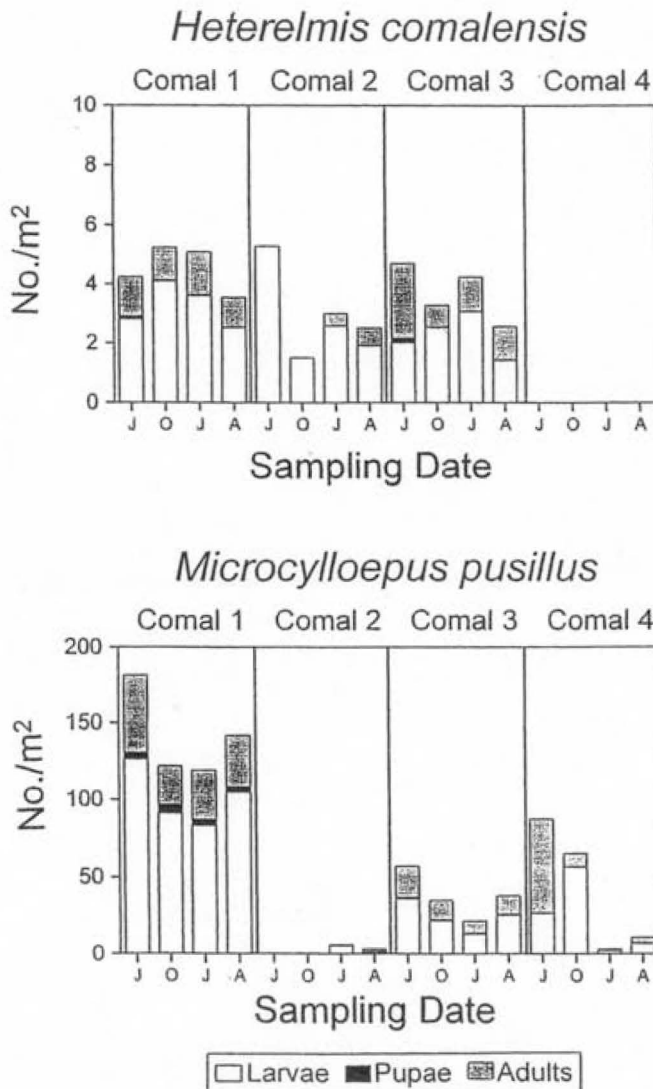 Heterelmis comalensis
Comal 1 Comal 2 Comal 3 Comal 4
10
8
6
4
2
0
No./m²
J O J A J O J A J O J A J O J A
Sampling Date
Microcylloepus pusillus
Comal 1 Comal 2 Comal 3 Comal 4
200
150
100
50
0
No./m²
J O J A J O J A J O J A J O J A
Sampling Date
Larvae Pupae Adults